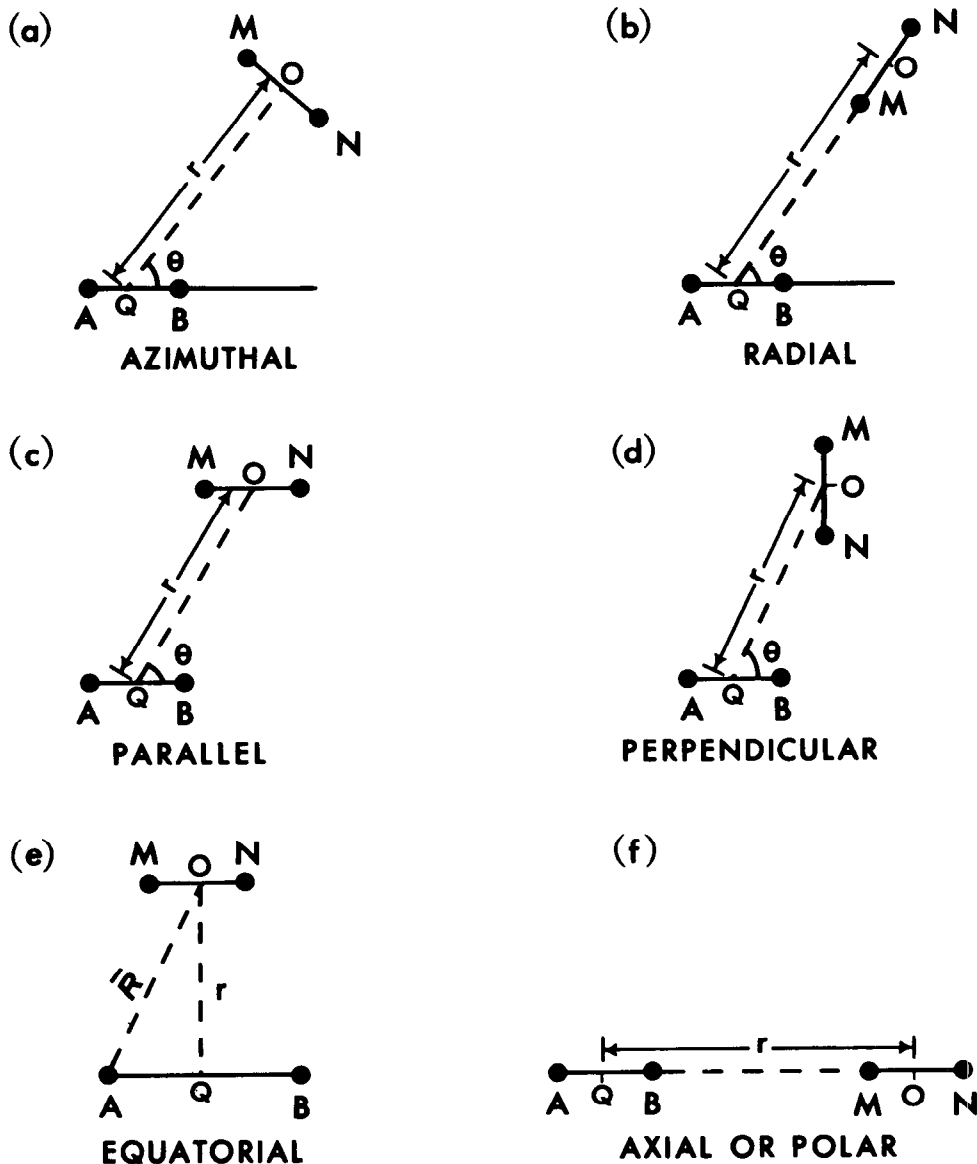 (a)
M
O
N
r
θ
A
Q
B
AZIMUTHAL
(b)
N
O
M
r
θ
A
Q
B
RADIAL
(c)
M
O
N
r
θ
A
Q
B
PARALLEL
(d)
M
O
N
r
θ
A
Q
B
PERPENDICULAR
(e)
M
O
N
R̄
r
A
Q
B
EQUATORIAL
(f)
r
A
Q
B
M
O
N
AXIAL OR POLAR